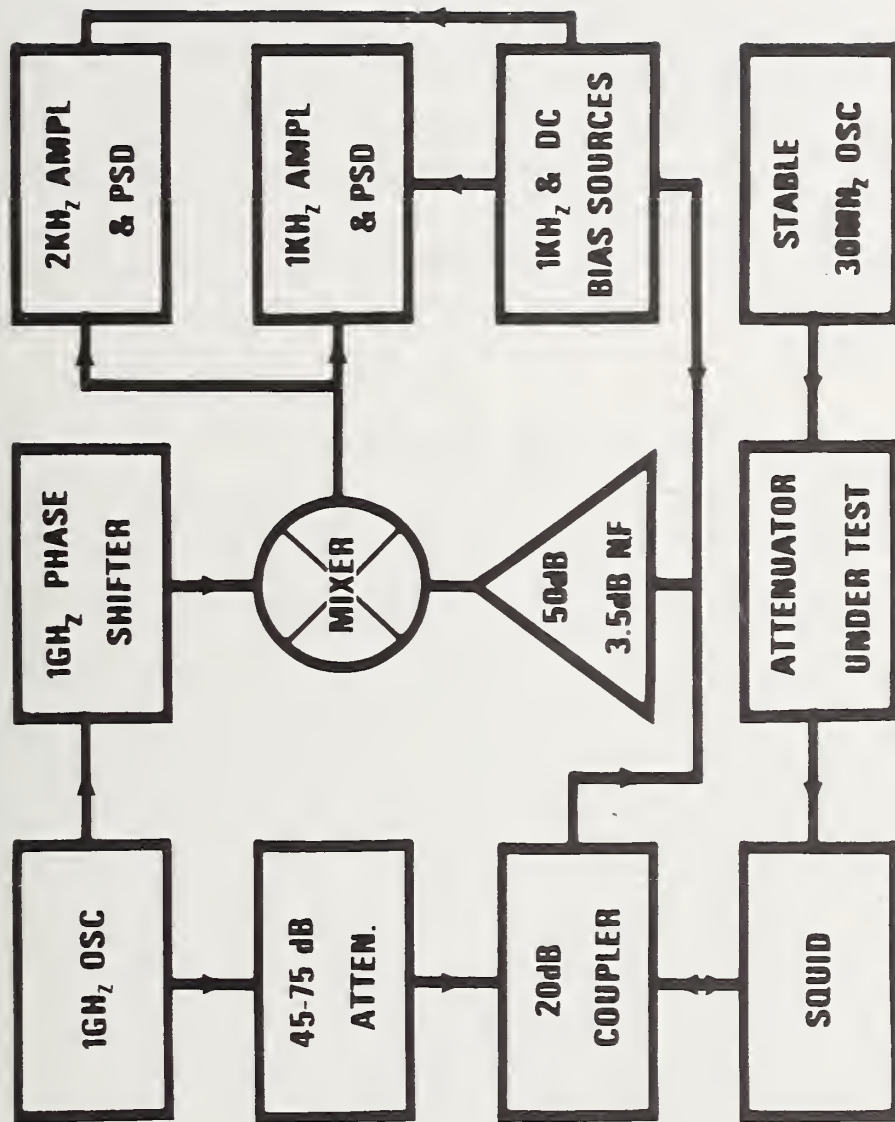 1GHz OSC
1GHz PHASE
SHIFTER
2KHz AMPL
& PSD
45-75 dB
ATTEN.
MIXER
1KHz AMPL
& PSD
20dB
COUPLER
50dB
3.5dB NF
1KHz & DC
BIAS SOURCES
SQUID
ATTENUATOR
UNDER TEST
STABLE
30MHz OSC